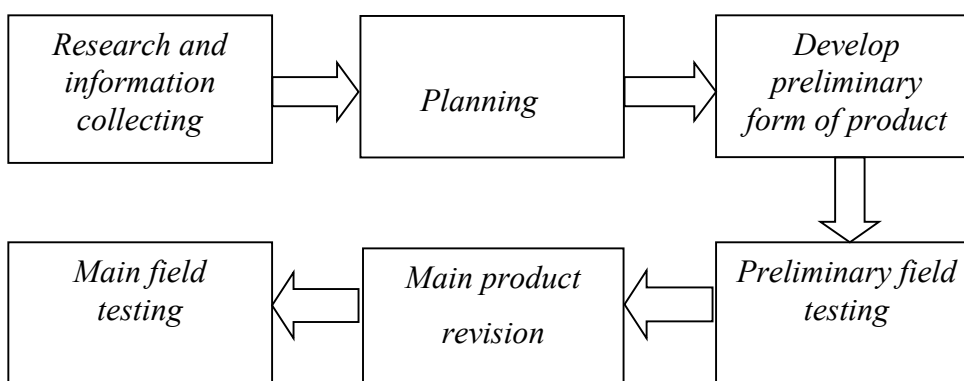 Research and
information
collecting
Planning
Develop
preliminary
form of product
Preliminary field
testing
Main product
revision
Main field
testing